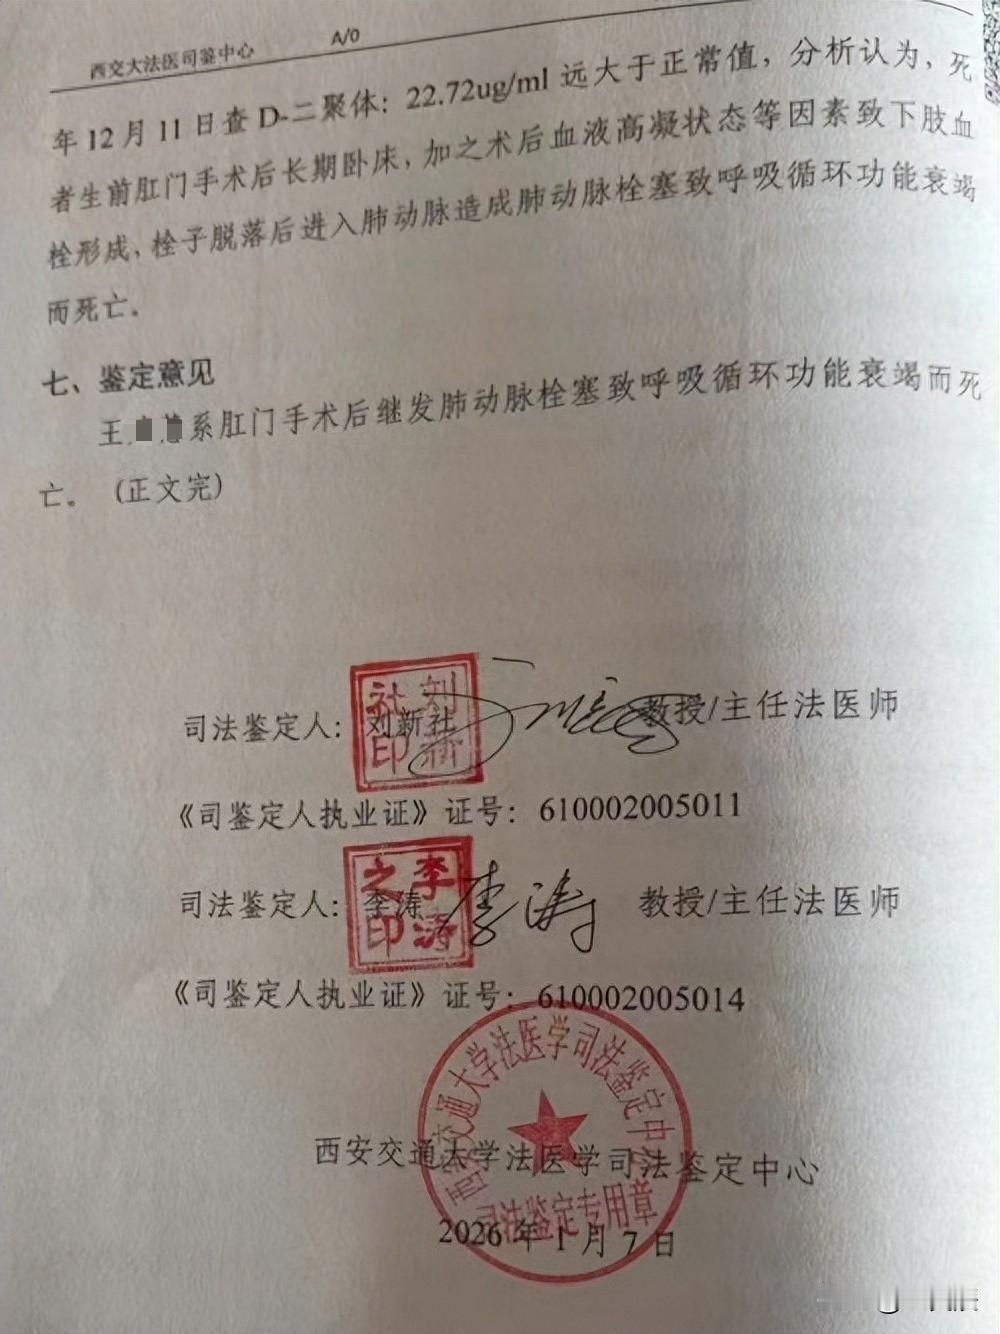 西交大法医司鉴中心 A/0
年 12 月 11 日查 D-二聚体：22.72ug/ml 远大于正常值，分析认为，死
者生前肛门手术后长期卧床，加之术后血液高凝状态等因素致下肢血
栓形成，栓子脱落后进入肺动脉造成肺动脉栓塞致呼吸循环功能衰竭
而死亡。
七、鉴定意见
王 系肛门手术后继发肺动脉栓塞致呼吸循环功能衰竭而死
亡。（正文完）
司法鉴定人：刘新社 教授/主任法医师
刘新社印
《司鉴定人执业证》证号：610002005011
司法鉴定人：李涛 李涛 教授/主任法医师
李涛之印
《司鉴定人执业证》证号：610002005014
西安交通大学法医学司法鉴定中心
西安交通大学法医学司法鉴定中心
司法鉴定专用章
2026 年 1 月 7 日